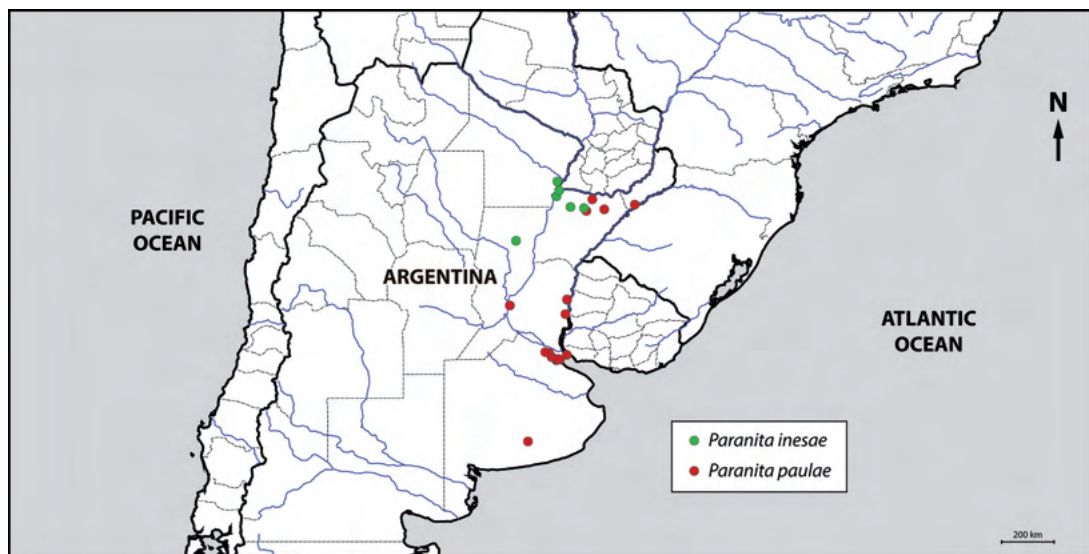 N
PACIFIC
OCEAN
ARGENTINA
ATLANTIC
OCEAN
Paranita inesae
Paranita paulae
200 km